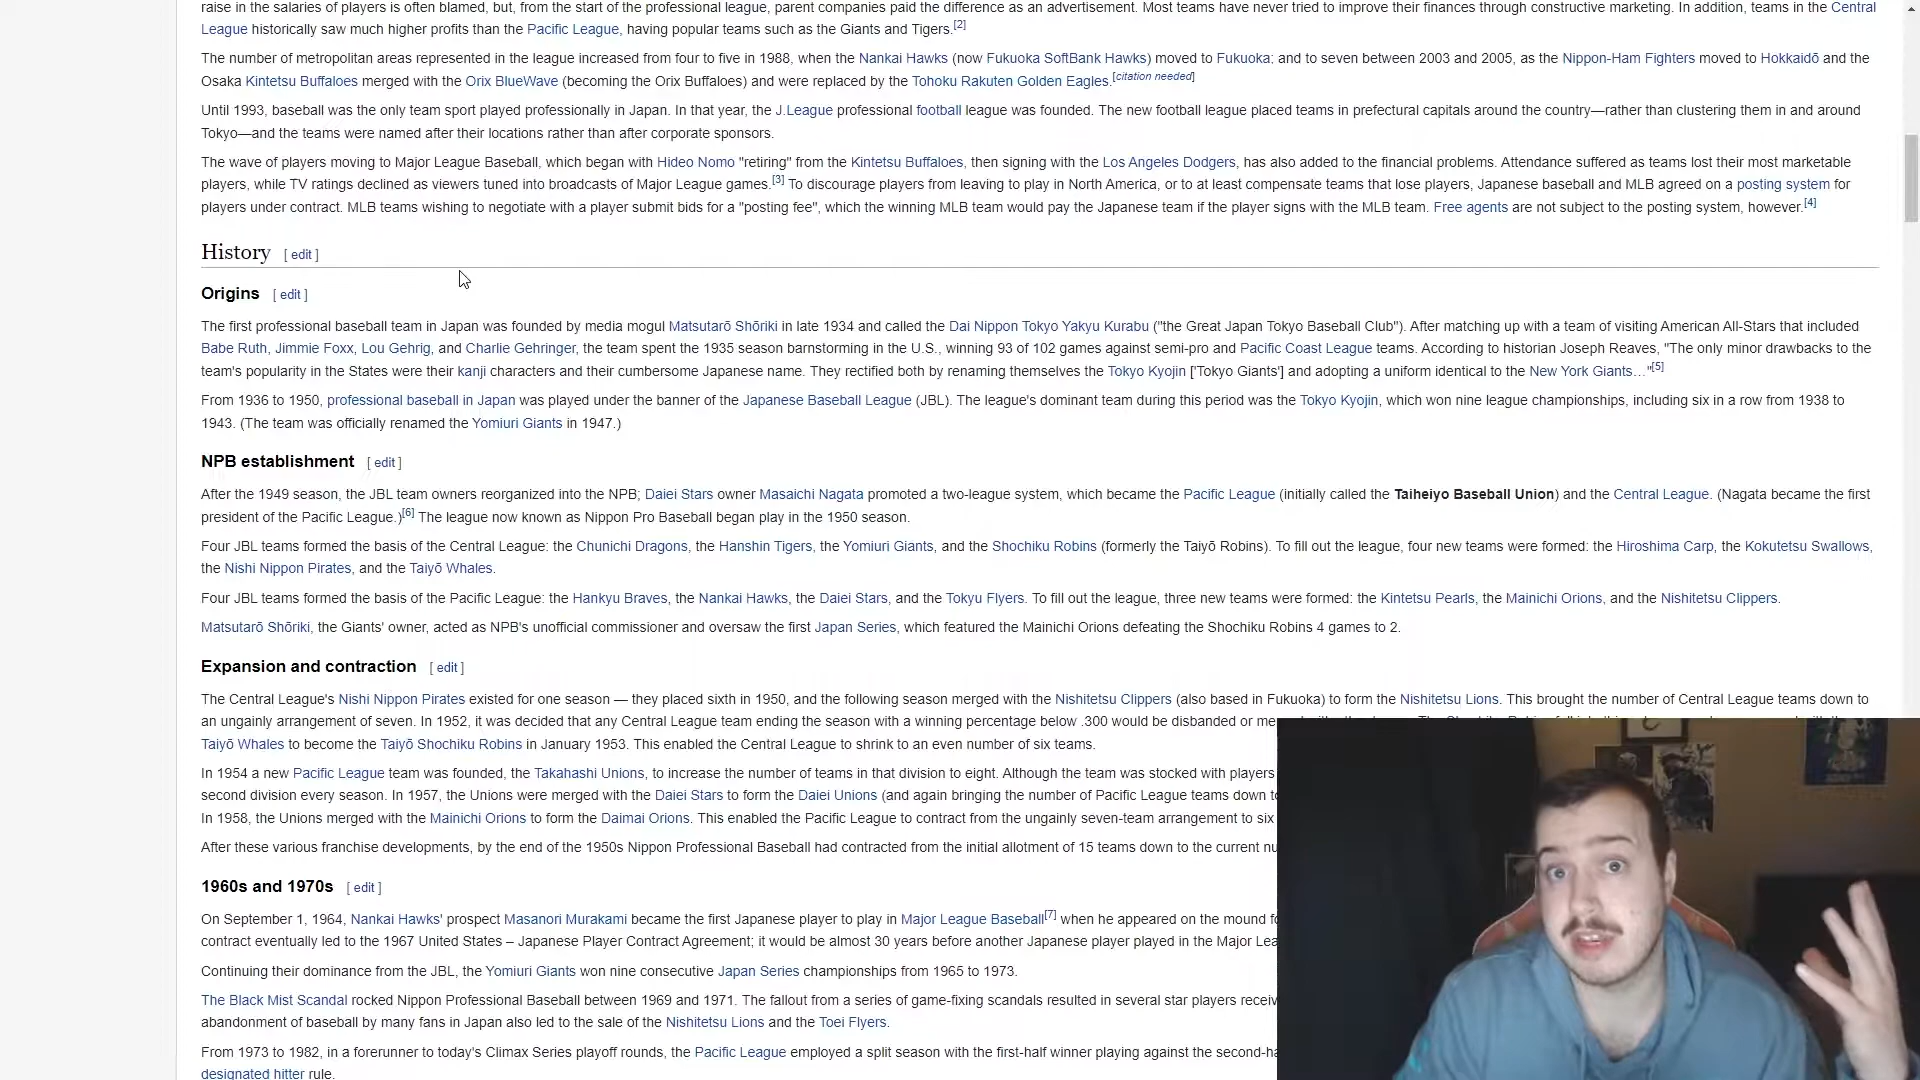 raise in the salaries of players is often blamed, but, from the start of the professional league, parent companies paid the difference as an advertisement. Most teams have never tried to improve their finances through constructive marketing. In addition, teams in the Central
League historically saw much higher profits than the Pacific League, having popular teams such as the Giants and Tigers.[2]
The number of metropolitan areas represented in the league increased from four to five in 1988, when the Nankai Hawks (now Fukuoka SoftBank Hawks) moved to Fukuoka; and to seven between 2003 and 2005, as the Nippon-Ham Fighters moved to Hokkaidō and the
Osaka Kintetsu Buffaloes merged with the Orix BlueWave (becoming the Orix Buffaloes) and were replaced by the Tohoku Rakuten Golden Eagles.[citation needed]
Until 1993, baseball was the only team sport played professionally in Japan. In that year, the J.League professional football league was founded. The new football league placed teams in prefectural capitals around the country—rather than clustering them in and around
Tokyo—and the teams were named after their locations rather than after corporate sponsors.
The wave of players moving to Major League Baseball, which began with Hideo Nomo "retiring" from the Kintetsu Buffaloes, then signing with the Los Angeles Dodgers, has also added to the financial problems. Attendance suffered as teams lost their most marketable
players, while TV ratings declined as viewers tuned into broadcasts of Major League games.[3] To discourage players from leaving to play in North America, or to at least compensate teams that lose players, Japanese baseball and MLB agreed on a posting system for
players under contract. MLB teams wishing to negotiate with a player submit bids for a "posting fee", which the winning MLB team would pay the Japanese team if the player signs with the MLB team. Free agents are not subject to the posting system, however.[4]
History [ edit ]
Origins [ edit ]
The first professional baseball team in Japan was founded by media mogul Matsutarō Shōriki in late 1934 and called the Dai Nippon Tokyo Yakyu Kurabu ("the Great Japan Tokyo Baseball Club"). After matching up with a team of visiting American All-Stars that included
Babe Ruth, Jimmie Foxx, Lou Gehrig, and Charlie Gehringer, the team spent the 1935 season barnstorming in the U.S., winning 93 of 102 games against semi-pro and Pacific Coast League teams. According to historian Joseph Reaves, "The only minor drawbacks to the
team's popularity in the States were their kanji characters and their cumbersome Japanese name. They rectified both by renaming themselves the Tokyo Kyojin ['Tokyo Giants'] and adopting a uniform identical to the New York Giants…"[5]
From 1936 to 1950, professional baseball in Japan was played under the banner of the Japanese Baseball League (JBL). The league's dominant team during this period was the Tokyo Kyojin, which won nine league championships, including six in a row from 1938 to
1943. (The team was officially renamed the Yomiuri Giants in 1947.)
NPB establishment [ edit ]
After the 1949 season, the JBL team owners reorganized into the NPB; Daiei Stars owner Masaichi Nagata promoted a two-league system, which became the Pacific League (initially called the Taiheiyo Baseball Union) and the Central League. (Nagata became the first
president of the Pacific League.)[6] The league now known as Nippon Pro Baseball began play in the 1950 season.
Four JBL teams formed the basis of the Central League: the Chunichi Dragons, the Hanshin Tigers, the Yomiuri Giants, and the Shochiku Robins (formerly the Taiyō Robins). To fill out the league, four new teams were formed: the Hiroshima Carp, the Kokutetsu Swallows,
the Nishi Nippon Pirates, and the Taiyō Whales.
Four JBL teams formed the basis of the Pacific League: the Hankyu Braves, the Nankai Hawks, the Daiei Stars, and the Tokyu Flyers. To fill out the league, three new teams were formed: the Kintetsu Pearls, the Mainichi Orions, and the Nishitetsu Clippers.
Matsutarō Shōriki, the Giants' owner, acted as NPB's unofficial commissioner and oversaw the first Japan Series, which featured the Mainichi Orions defeating the Shochiku Robins 4 games to 2.
Expansion and contraction [ edit ]
The Central League's Nishi Nippon Pirates existed for one season — they placed sixth in 1950, and the following season merged with the Nishitetsu Clippers (also based in Fukuoka) to form the Nishitetsu Lions. This brought the number of Central League teams down to
an ungainly arrangement of seven. In 1952, it was decided that any Central League team ending the season with a winning percentage below .300 would be disbanded or
Taiyō Whales to become the Taiyō Shochiku Robins in January 1953. This enabled the Central League to shrink to an even number of six teams.
In 1954 a new Pacific League team was founded, the Takahashi Unions, to increase the number of teams in that division to eight. Although the team was stocked with players
second division every season. In 1957, the Unions were merged with the Daiei Stars to form the Daiei Unions (and again bringing the number of Pacific League teams down to
In 1958, the Unions merged with the Mainichi Orions to form the Daimai Orions. This enabled the Pacific League to contract from the ungainly seven-team arrangement to six
After these various franchise developments, by the end of the 1950s Nippon Professional Baseball had contracted from the initial allotment of 15 teams down to the current
1960s and 1970s [ edit ]
On September 1, 1964, Nankai Hawks' prospect Masanori Murakami became the first Japanese player to play in Major League Baseball[7] when he appeared on the mound
contract eventually led to the 1967 United States – Japanese Player Contract Agreement; it would be almost 30 years before another Japanese player played in the Major
Continuing their dominance from the JBL, the Yomiuri Giants won nine consecutive Japan Series championships from 1965 to 1973.
The Black Mist Scandal rocked Nippon Professional Baseball between 1969 and 1971. The fallout from a series of game-fixing scandals resulted in several star players
abandonment of baseball by many fans in Japan also led to the sale of the Nishitetsu Lions and the Toei Flyers.
From 1973 to 1982, in a forerunner to today's Climax Series playoff rounds, the Pacific League employed a split season with the first-half winner playing against the
designated hitter rule.